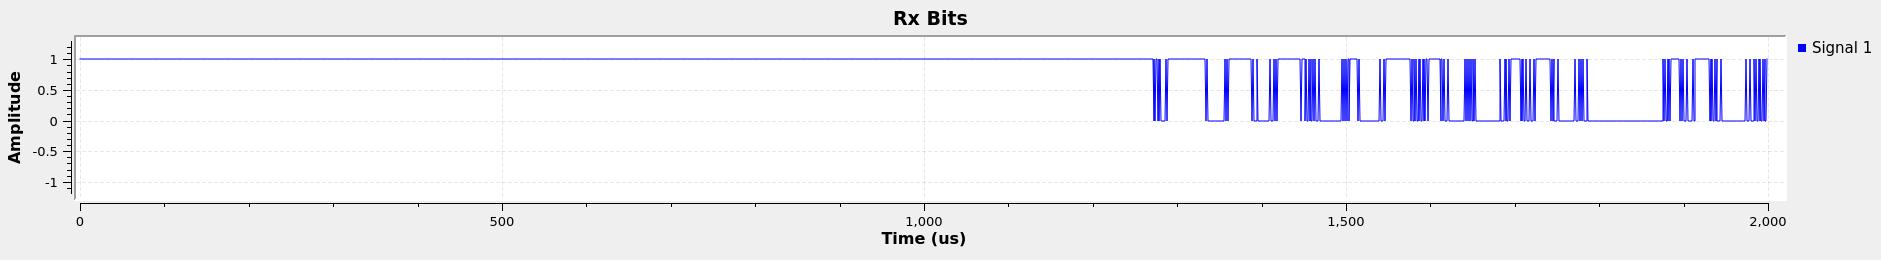 Rx Bits
Signal 1
Amplitude
1
0.5
0
-0.5
-1
0
500
1,000
1,500
2,000
Time (us)